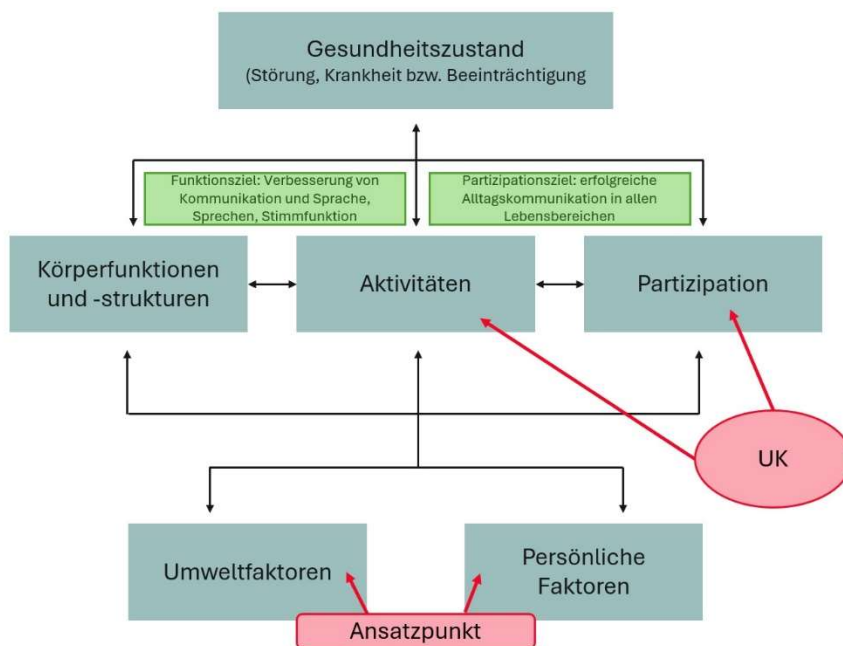 Gesundheitszustand
(Störung, Krankheit bzw. Beeinträchtigung
Funktionsziel: Verbesserung von
Kommunikation und Sprache,
Sprechen, Stimmfunktion
Partizipationsziel: erfolgreiche
Alltagskommunikation in allen
Lebensbereichen
Körperfunktionen
und -strukturen
Aktivitäten
Partizipation
UK
Umweltfaktoren
Persönliche
Faktoren
Ansatzpunkt